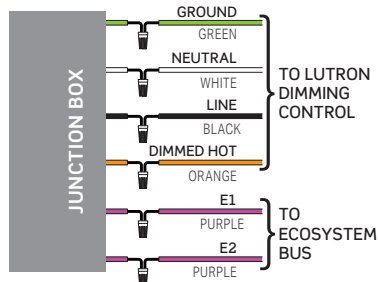 JUNCTION BOX
GROUND
GREEN
NEUTRAL
WHITE
LINE
BLACK
DIMMED HOT
ORANGE
TO LUTRON
DIMMING
CONTROL
E1
PURPLE
E2
PURPLE
TO
ECOSYSTEM
BUS